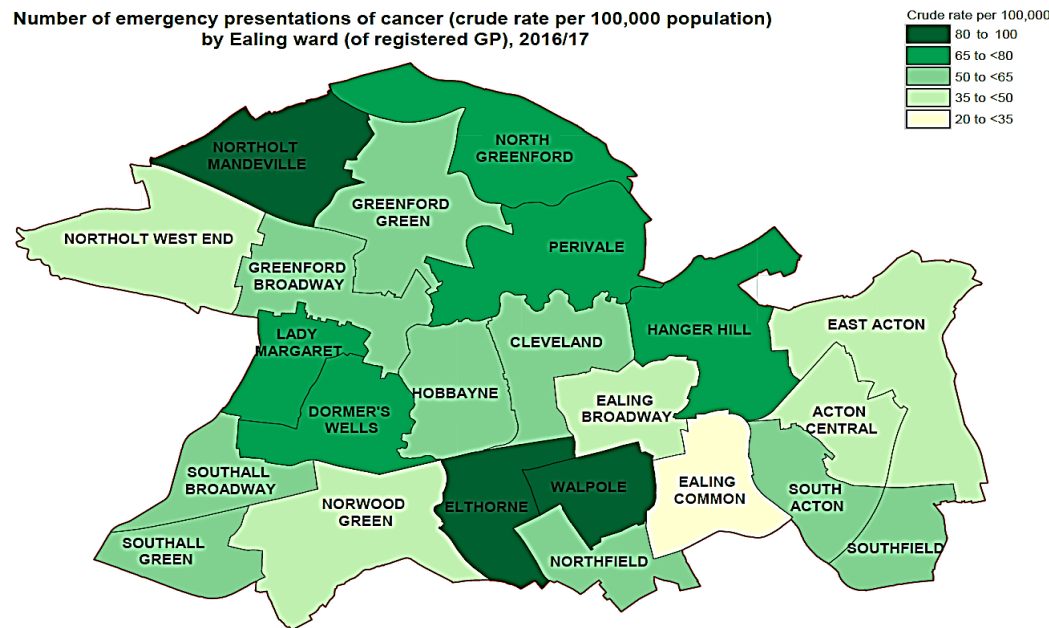 Number of emergency presentations of cancer (crude rate per 100,000 population)
by Ealing ward (of registered GP), 2016/17
Crude rate per 100,000
80 to 100
65 to <80
50 to <65
35 to <50
20 to <35
NORTHOLT
MANDEVILLE
NORTH
GREENFORD
GREENFORD
GREEN
NORTHOLT WEST END
PERIVALE
GREENFORD
BROADWAY
EAST ACTON
HANGER HILL
LADY
MARGARET
CLEVELAND
HOBBAYNE
EALING
BROADWAY
DORMER'S
WELLS
ACTON
CENTRAL
SOUTHALL
BROADWAY
WALPOLE
EALING
COMMON
NORWOOD
GREEN
ELTHORNE
SOUTH
ACTON
SOUTHALL
GREEN
SOUTHFIELD
NORTHFIELD